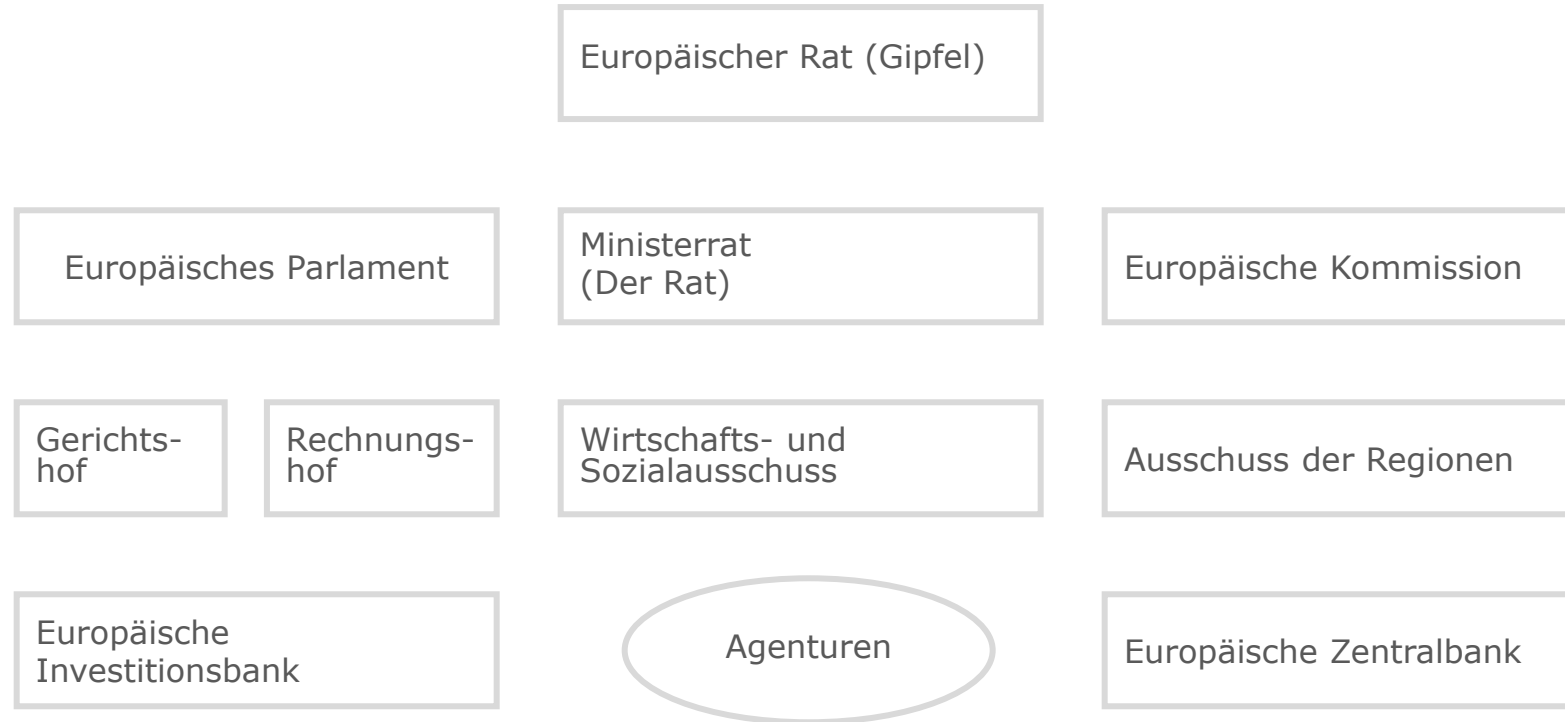 Europäischer Rat (Gipfel)
Europäisches Parlament
Ministerrat
(Der Rat)
Europäische Kommission
Gerichts-
hof
Rechnungs-
hof
Wirtschafts- und
Sozialausschuss
Ausschuss der Regionen
Europäische
Investitionsbank
Agenturen
Europäische Zentralbank